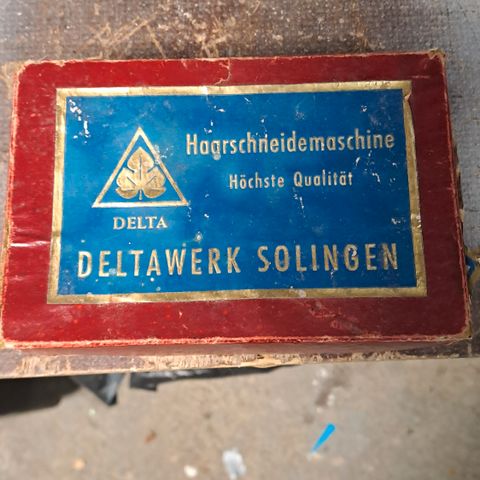 Haarschneidemaschine
Höchste Qualität
DELTA
DELTAWERK SOLINGEN